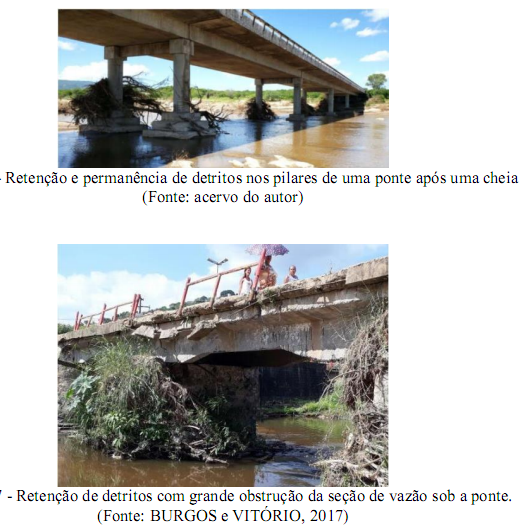 - Retenção e permanência de detritos nos pilares de uma ponte após uma cheia
(Fonte: acervo do autor)
7 - Retenção de detritos com grande obstrução da seção de vazão sob a ponte.
(Fonte: BURGOS e VITÓRIO, 2017)